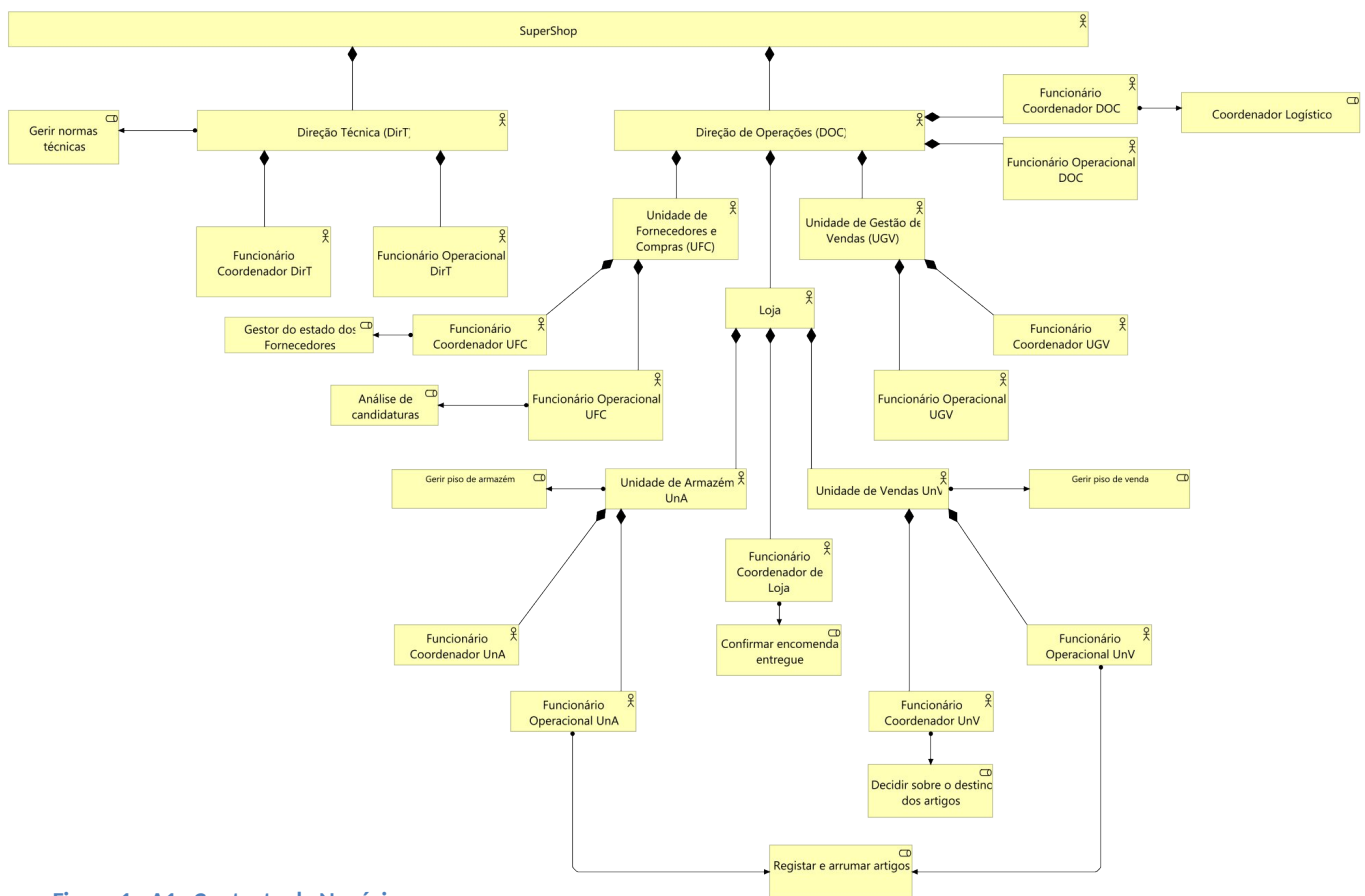 SuperShop
Funcionário
Coordenador DOC
Coordenador Logístico
Gerir normas
técnicas
Direção Técnica (DirT)
Direção de Operações (DOC)
Funcionário Operacional
DOC
Unidade de
Fornecedores e
Compras (UFC)
Unidade de Gestão de
Vendas (UGV)
Funcionário
Coordenador DirT
Funcionário Operacional
DirT
Loja
Gestor do estado dos
Fornecedores
Funcionário
Coordenador UFC
Funcionário
Coordenador UGV
Análise de
candidaturas
Funcionário Operacional
UFC
Funcionário Operacional
UGV
Gerir piso de armazém
Unidade de Armazém
UnA
Unidade de Vendas UnV
Gerir piso de venda
Funcionário
Coordenador de
Loja
Funcionário
Coordenador UnA
Confirmar encomenda
entregue
Funcionário
Operacional UnV
Funcionário
Operacional UnA
Funcionário
Coordenador UnV
Decidir sobre o destino
dos artigos
Registar e arrumar artigos